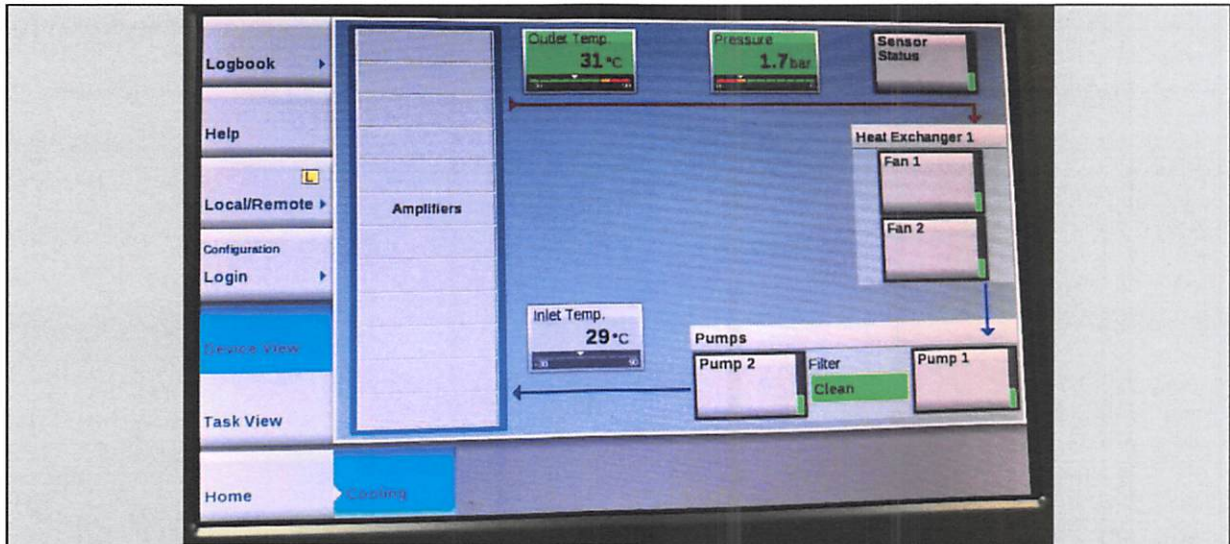 Logbook
Help
L
Local/Remote
Configuration
Login
Device View
Task View
Home
Cooling
Amplifiers
Outlet Temp.
31 °C
Pressure
1.7 bar
Sensor
Status
Heat Exchanger 1
Fan 1
Fan 2
Inlet Temp.
29 °C
Pumps
Pump 2
Filter
Clean
Pump 1